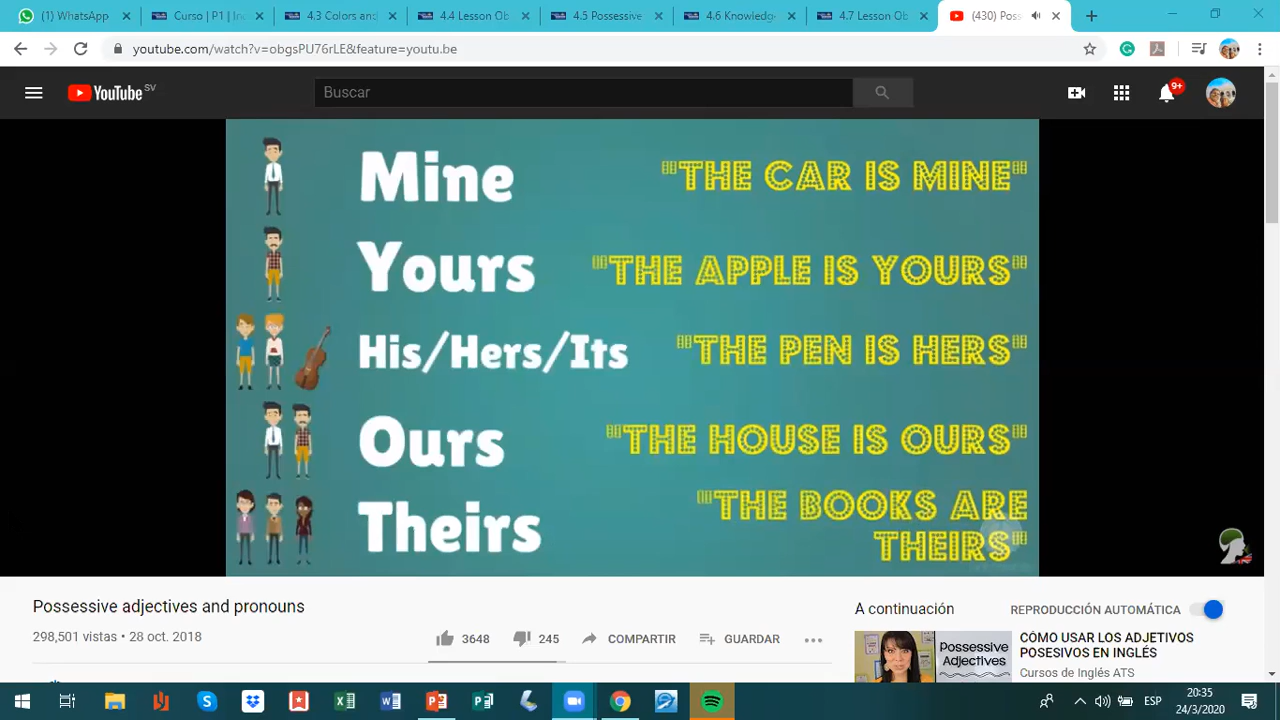 (1) WhatsApp
Curso | P1 | In
4.3 Colors and
4.4 Lesson Ob
4.5 Possessive
4.6 Knowledg
4.7 Lesson Ob
(430) Pos
youtube.com/watch?v=obgsPU76rLE&feature=youtu.be
YouTube SV
Buscar
9+
Mine "THE CAR IS MINE"
Yours "THE APPLE IS YOURS"
His/Hers/Its "THE PEN IS HERS"
Ours "THE HOUSE IS OURS"
Theirs "THE BOOKS ARE
THEIRS"
Possessive adjectives and pronouns
298,501 vistas • 28 oct. 2018
3648
245
COMPARTIR
GUARDAR
A continuación
REPRODUCCIÓN AUTOMÁTICA
Possessive
Adjectives
CÓMO USAR LOS ADJETIVOS
POSESIVOS EN INGLÉS
Cursos de Inglés ATS
ESP
20:35
24/3/2020